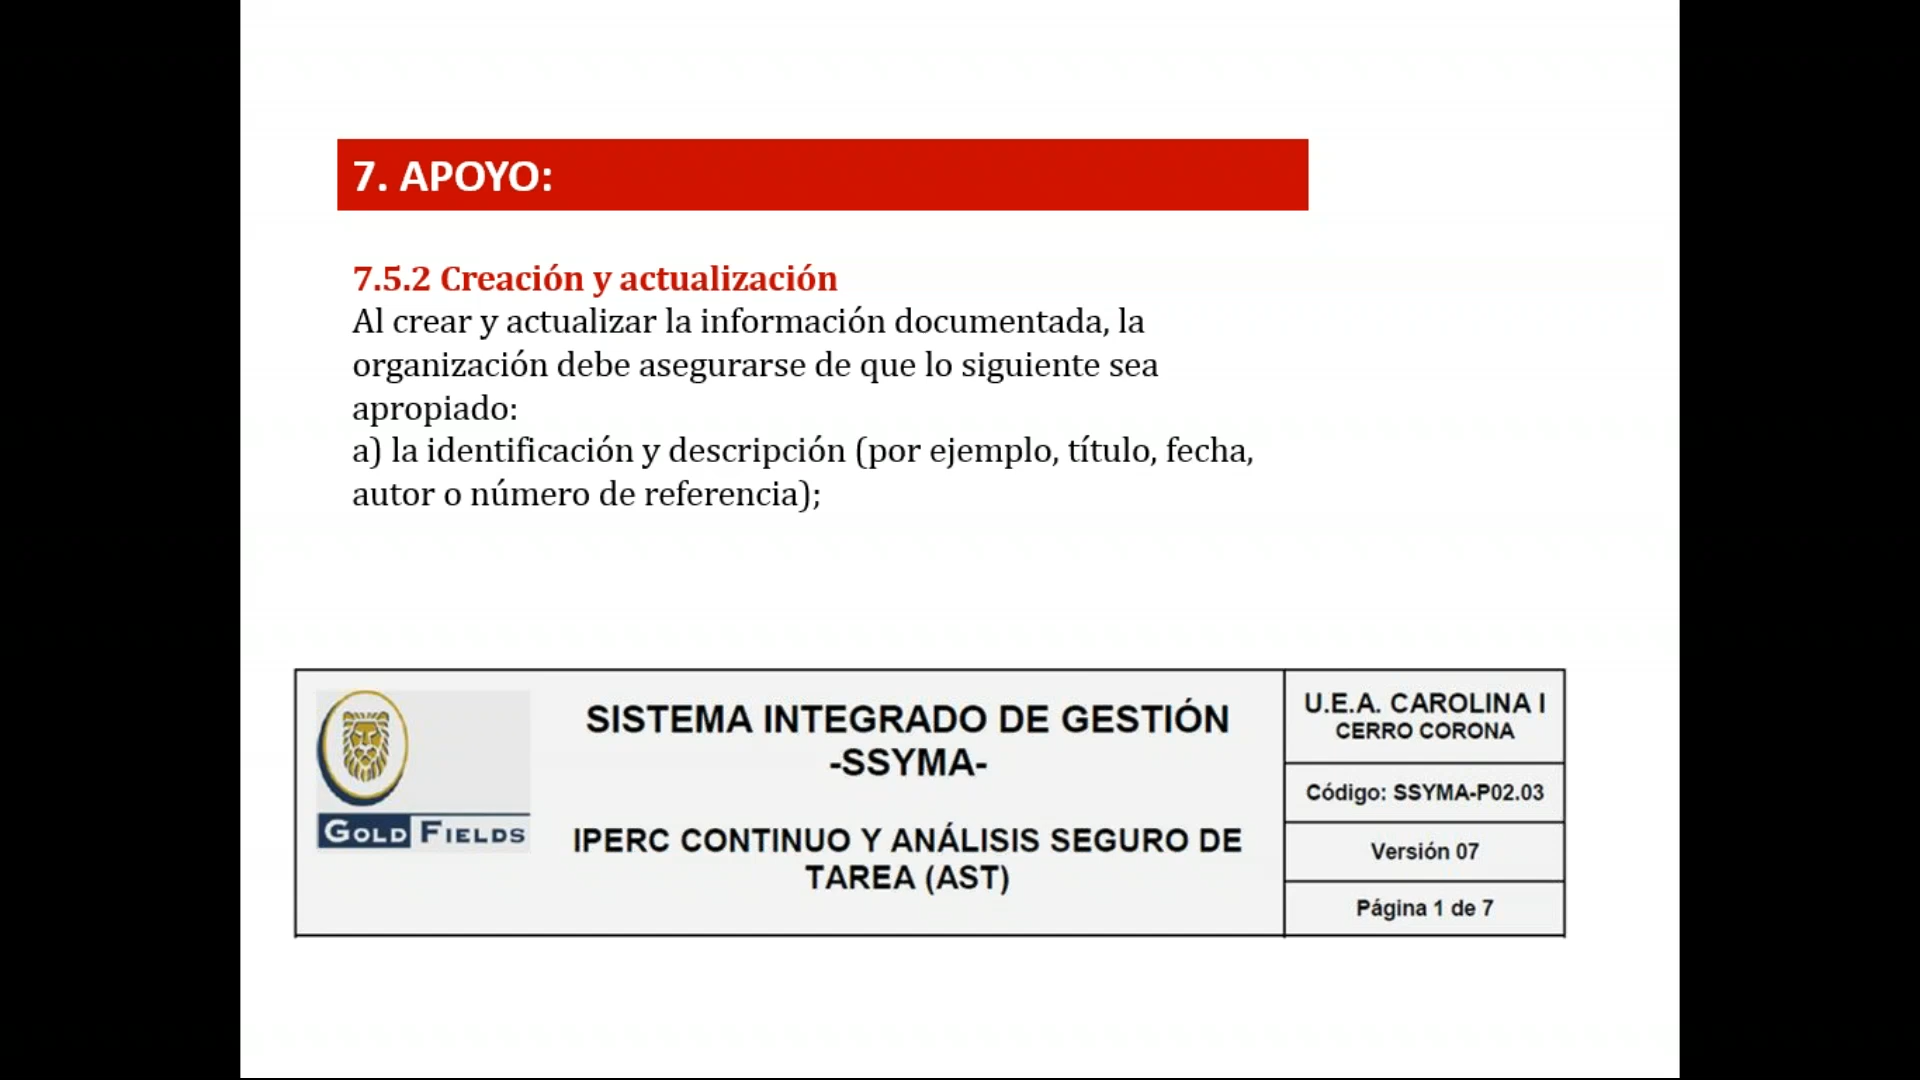 7. APOYO:
7.5.2 Creación y actualización
Al crear y actualizar la información documentada, la
organización debe asegurarse de que lo siguiente sea
apropiado:
a) la identificación y descripción (por ejemplo, título, fecha,
autor o número de referencia);
GOLD FIELDS
SISTEMA INTEGRADO DE GESTIÓN
-SSYMA-
IPERC CONTINUO Y ANÁLISIS SEGURO DE
TAREA (AST)
U.E.A. CAROLINA I
CERRO CORONA
Código: SSYMA-P02.03
Versión 07
Página 1 de 7